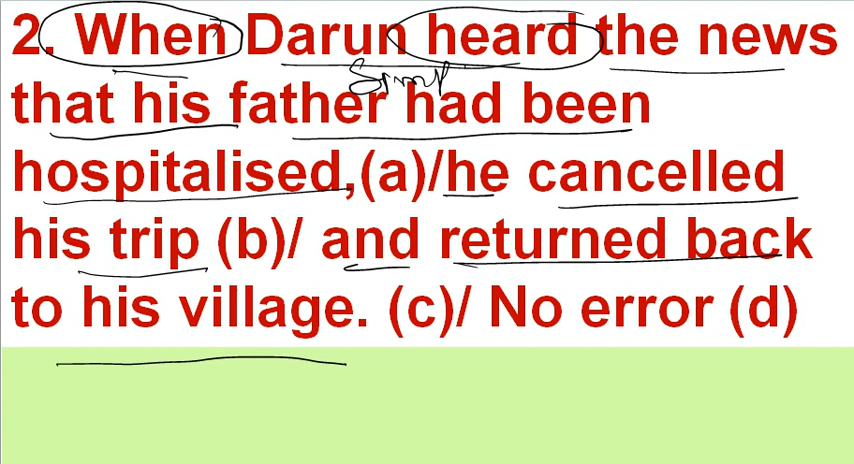 2. When Darun heard the news
Simp
that his father had been
hospitalised,(a)/he cancelled
his trip (b)/ and returned back
to his village. (c)/ No error (d)